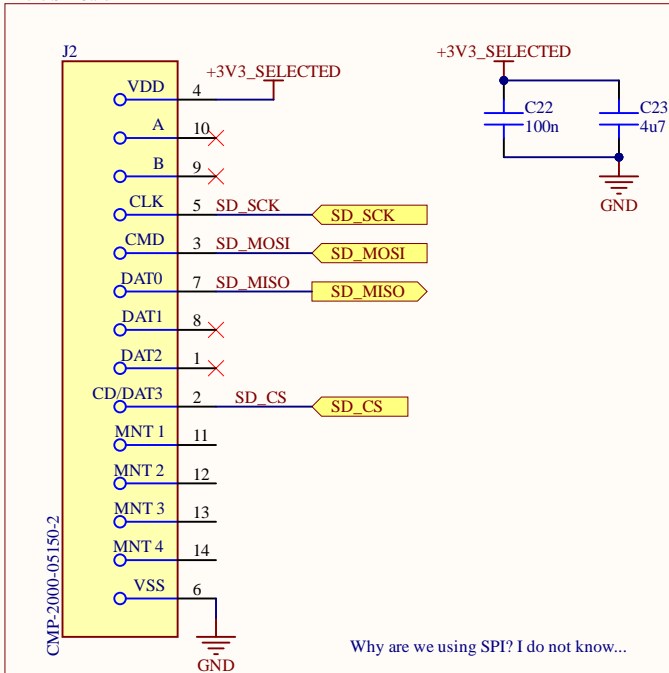 J2
+3V3_SELECTED
+3V3_SELECTED
VDD 4
A 10
B 9
CLK 5 SD_SCK SD_SCK
CMD 3 SD_MOSI SD_MOSI
DAT0 7 SD_MISO SD_MISO
DAT1 8
DAT2 1
CD/DAT3 2 SD_CS SD_CS
MNT 1 11
MNT 2 12
MNT 3 13
MNT 4 14
VSS 6
GND
CMP-2000-05150-2
C22
100n
C23
4u7
GND
Why are we using SPI? I do not know...